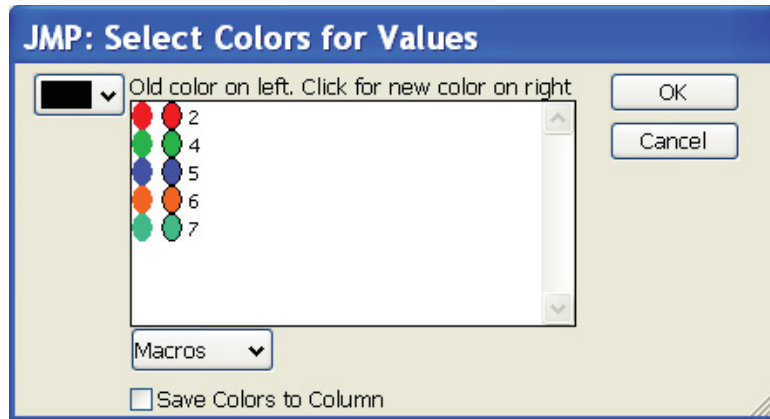 JMP: Select Colors for Values
Old color on left. Click for new color on right
OK
Cancel
2
4
5
6
7
Macros
Save Colors to Column